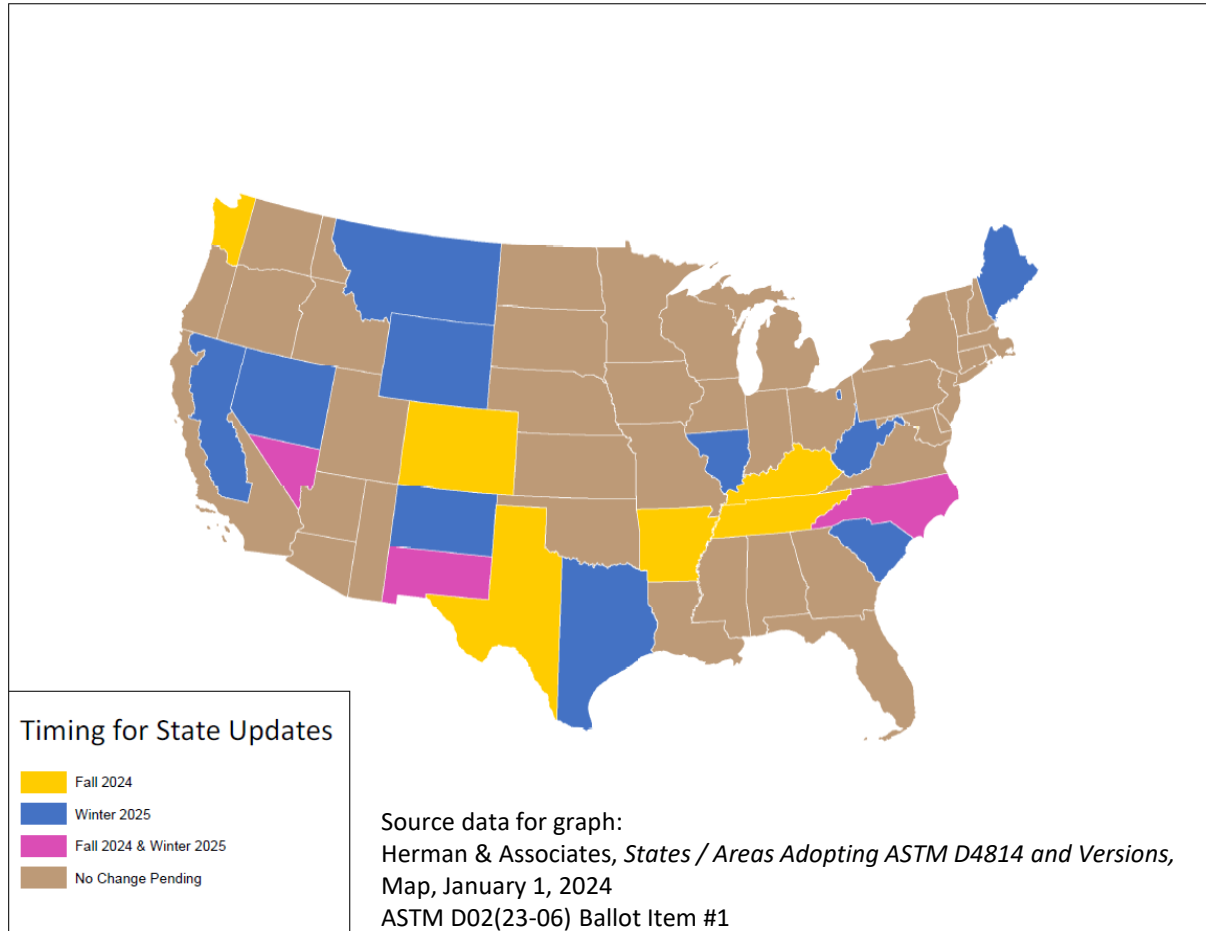 Timing for State Updates
Fall 2024
Winter 2025
Fall 2024 & Winter 2025
No Change Pending
Source data for graph:
Herman & Associates, States / Areas Adopting ASTM D4814 and Versions,
Map, January 1, 2024
ASTM D02(23-06) Ballot Item #1